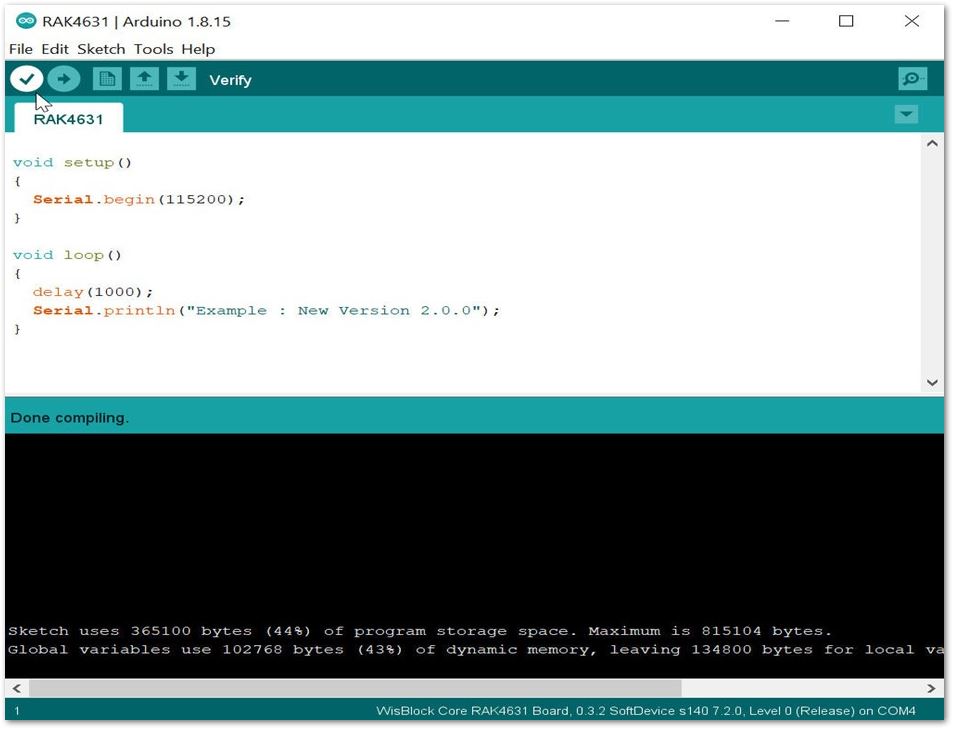 RAK4631 | Arduino 1.8.15
File Edit Sketch Tools Help
Verify
RAK4631
void setup()
{
  Serial.begin(115200);
}
void loop()
{
  delay(1000);
  Serial.println("Example : New Version 2.0.0");
}
Done compiling.
Sketch uses 365100 bytes (44%) of program storage space. Maximum is 815104 bytes.
Global variables use 102768 bytes (43%) of dynamic memory, leaving 134800 bytes for local va
1 WisBlock Core RAK4631 Board, 0.3.2 SoftDevice s140 7.2.0, Level 0 (Release) on COM4